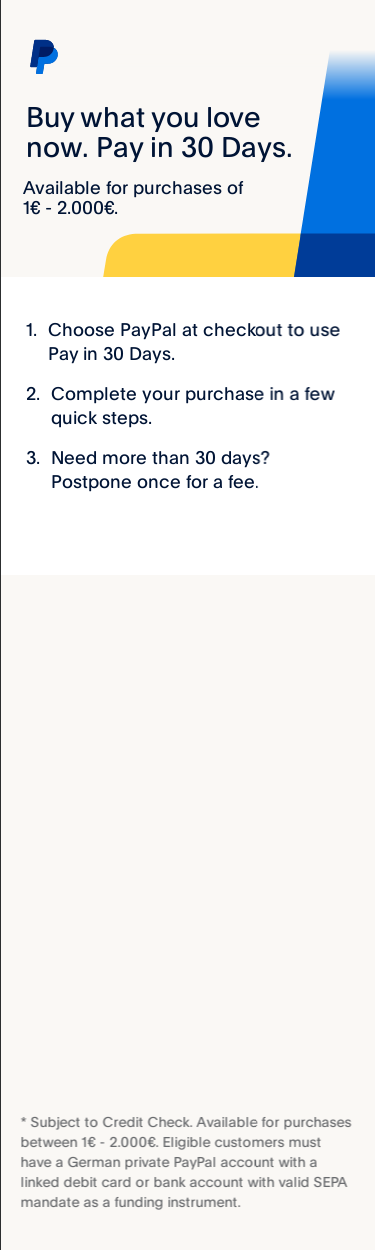 Buy what you love
now. Pay in 30 Days.
Available for purchases of
1€ - 2.000€.
1. Choose PayPal at checkout to use
Pay in 30 Days.
2. Complete your purchase in a few
quick steps.
3. Need more than 30 days?
Postpone once for a fee.
* Subject to Credit Check. Available for purchases
between 1€ - 2.000€. Eligible customers must
have a German private PayPal account with a
linked debit card or bank account with valid SEPA
mandate as a funding instrument.